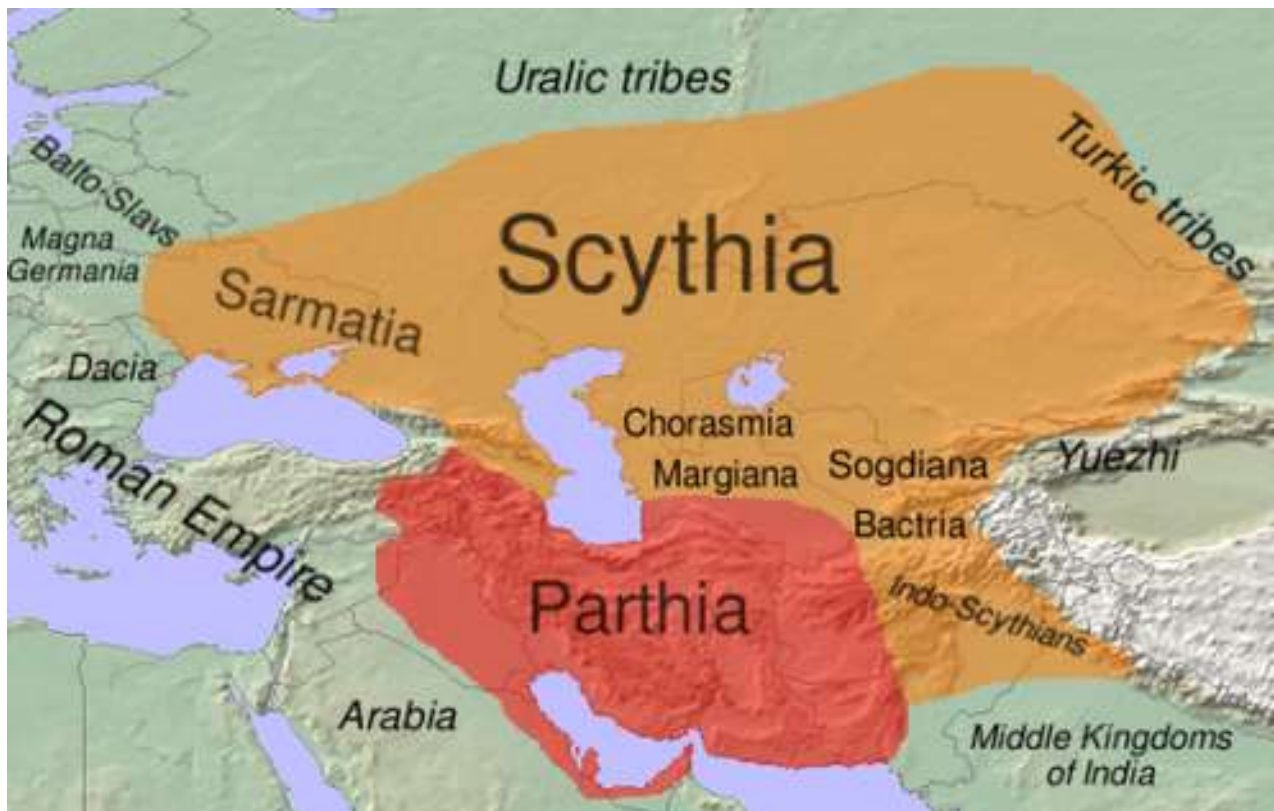 Uralic tribes
Turkic tribes
Balto-Slavs
Magna
Germania
Scythia
Sarmatia
Dacia
Roman Empire
Chorasmia
Margiana
Sogdiana
Yuezhi
Bactria
Parthia
Indo-Scythians
Arabia
Middle Kingdoms
of India